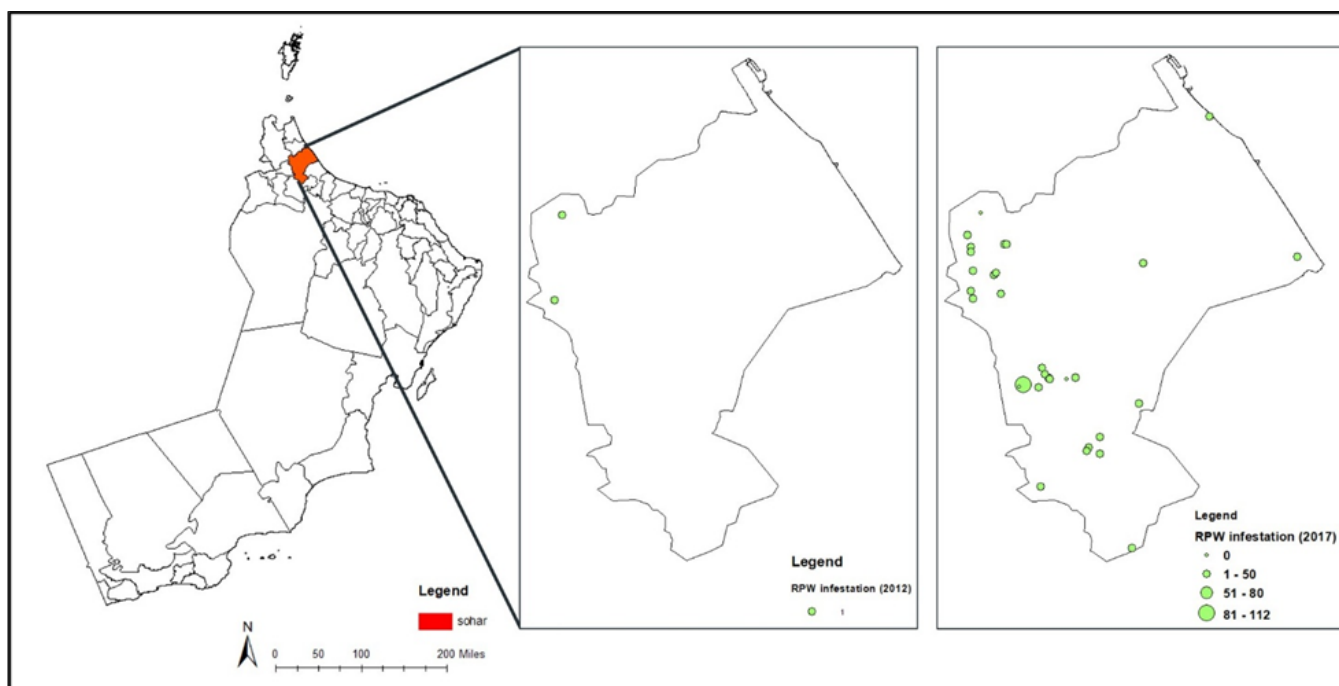 Legend
sohar
N
0 50 100 200 Miles
Legend
RPW infestation (2012)
1
Legend
RPW infestation (2017)
0
1 - 50
51 - 80
81 - 112